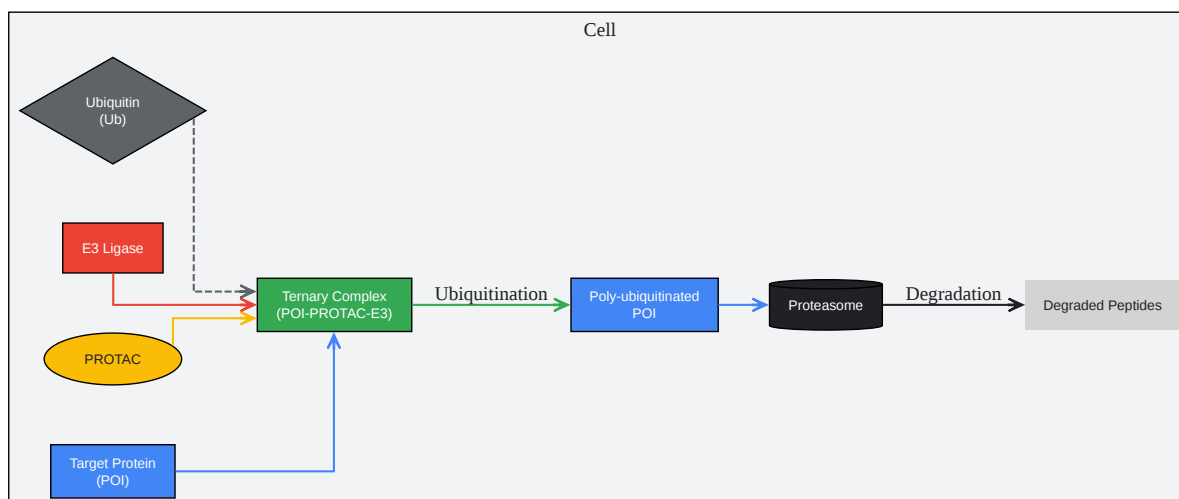 Cell
Ubiquitin
(Ub)
E3 Ligase
PROTAC
Target Protein
(POI)
Ternary Complex
(POI-PROTAC-E3)
Ubiquitination
Poly-ubiquitinated
POI
Proteasome
Degradation
Degraded Peptides